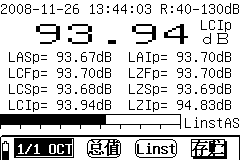 2008-11-26 13:44:03 R:40-130dB
93.94 LCIp dB
LASp= 93.67dB LAIp= 93.70dB
LCFp= 93.70dB LZFp= 93.70dB
LCSp= 93.68dB LZSp= 93.69dB
LCIp= 93.94dB LZIp= 94.83dB
LinstAS
1/1 OCT 总值 Linst 存贮